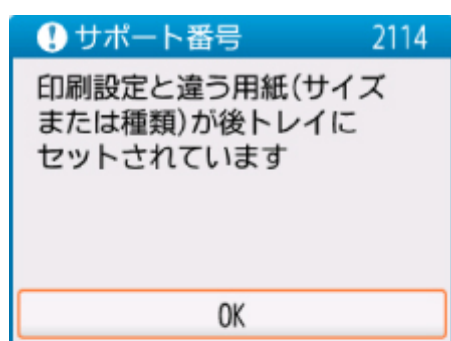 サポート番号 2114
印刷設定と違う用紙(サイズ
または種類)が後トレイに
セットされています
OK